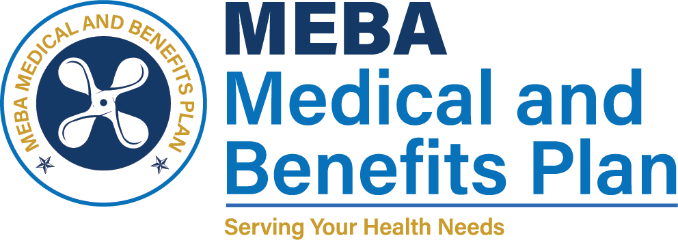 MEBA MEDICAL AND BENEFITS PLAN
MEBA
Medical and
Benefits Plan
Serving Your Health Needs